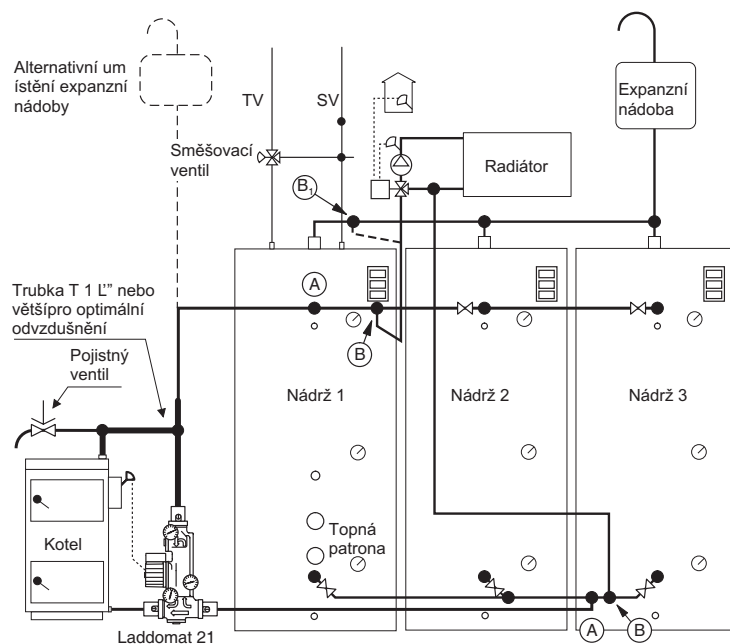 Alternativní um
ístění expanzní
nádoby
TV
SV
Expanzní
nádoba
Směšovací
ventil
Radiátor
B₁
Trubka T 1 Ľ” nebo
většípro optimální
odvzdušnění
A
B
Pojistný
ventil
Nádrž 1
Nádrž 2
Nádrž 3
Kotel
Topná
patrona
Laddomat 21
A
B